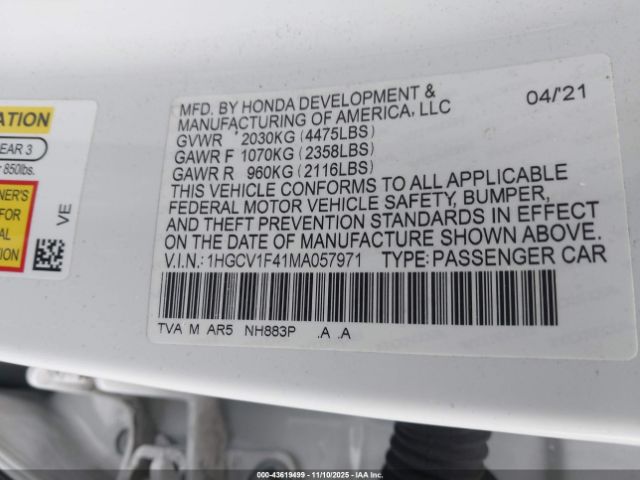 ATION
EAR 3
850lbs.
NER'S
FOR
AL
ION
VE
MFD. BY HONDA DEVELOPMENT &
MANUFACTURING OF AMERICA, LLC
04/'21
GVWR 2030KG (4475LBS)
GAWR F 1070KG (2358LBS)
GAWR R 960KG (2116LBS)
THIS VEHICLE CONFORMS TO ALL APPLICABLE
FEDERAL MOTOR VEHICLE SAFETY, BUMPER,
AND THEFT PREVENTION STANDARDS IN EFFECT
ON THE DATE OF MANUFACTURE SHOWN ABOVE.
V.I.N.:1HGCV1F41MA057971 TYPE:PASSENGER CAR
TVA M AR5 NH883P .A .A
000-43619499 - 11/10/2025 - IAA Inc.